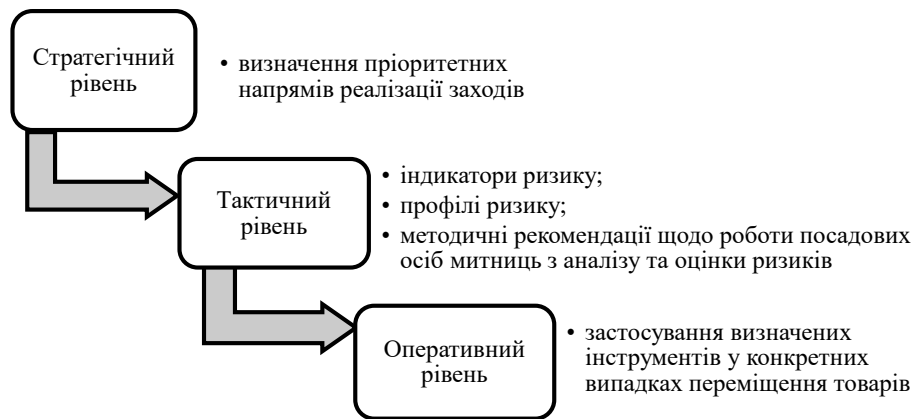 Стратегічний
рівень
• визначення пріоритетних
напрямів реалізації заходів
Тактичний
рівень
• індикатори ризику;
• профілі ризику;
• методичні рекомендації щодо роботи посадових
осіб митниць з аналізу та оцінки ризиків
Оперативний
рівень
• застосування визначених
інструментів у конкретних
випадках переміщення товарів